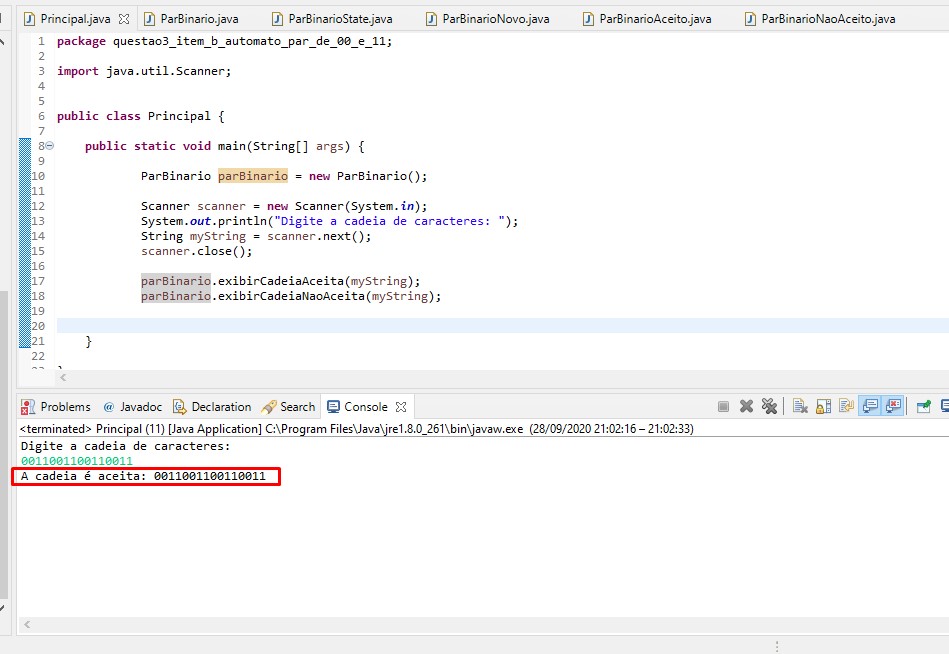 Principal.java ParBinario.java ParBinarioState.java ParBinarioNovo.java ParBinarioAceito.java ParBinarioNaoAceito.java
1 package questao3_item_b_automato_par_de_00_e_11;
2
3 import java.util.Scanner;
4
5
6 public class Principal {
7
8 public static void main(String[] args) {
9
10 ParBinario parBinario = new ParBinario();
11
12 Scanner scanner = new Scanner(System.in);
13 System.out.println("Digite a cadeia de caracteres: ");
14 String myString = scanner.next();
15 scanner.close();
16
17 parBinario.exibirCadeiaAceita(myString);
18 parBinario.exibirCadeiaNaoAceita(myString);
19
20
21 }
22
Problems @ Javadoc Declaration Search Console
<terminated> Principal (11) [Java Application] C:\Program Files\Java\jre1.8.0_261\bin\javaw.exe (28/09/2020 21:02:16 – 21:02:33)
Digite a cadeia de caracteres:
0011001100110011
A cadeia é aceita: 0011001100110011